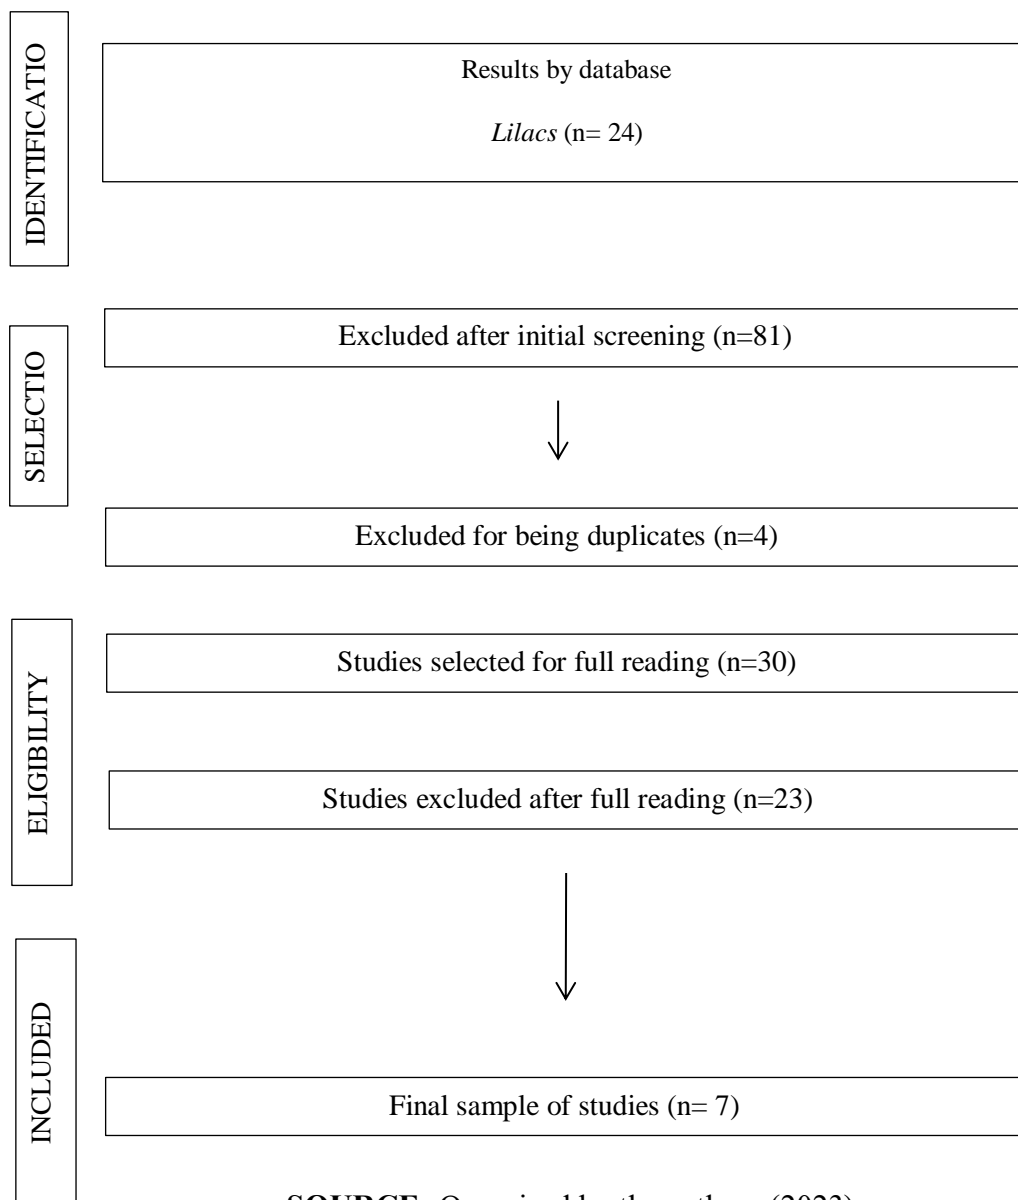 IDENTIFICATIO
Results by database
Lilacs (n= 24)
SELECTIO
Excluded after initial screening (n=81)
Excluded for being duplicates (n=4)
ELIGIBILITY
Studies selected for full reading (n=30)
Studies excluded after full reading (n=23)
INCLUDED
Final sample of studies (n= 7)
SOURCE: Organized by the authors (2023)